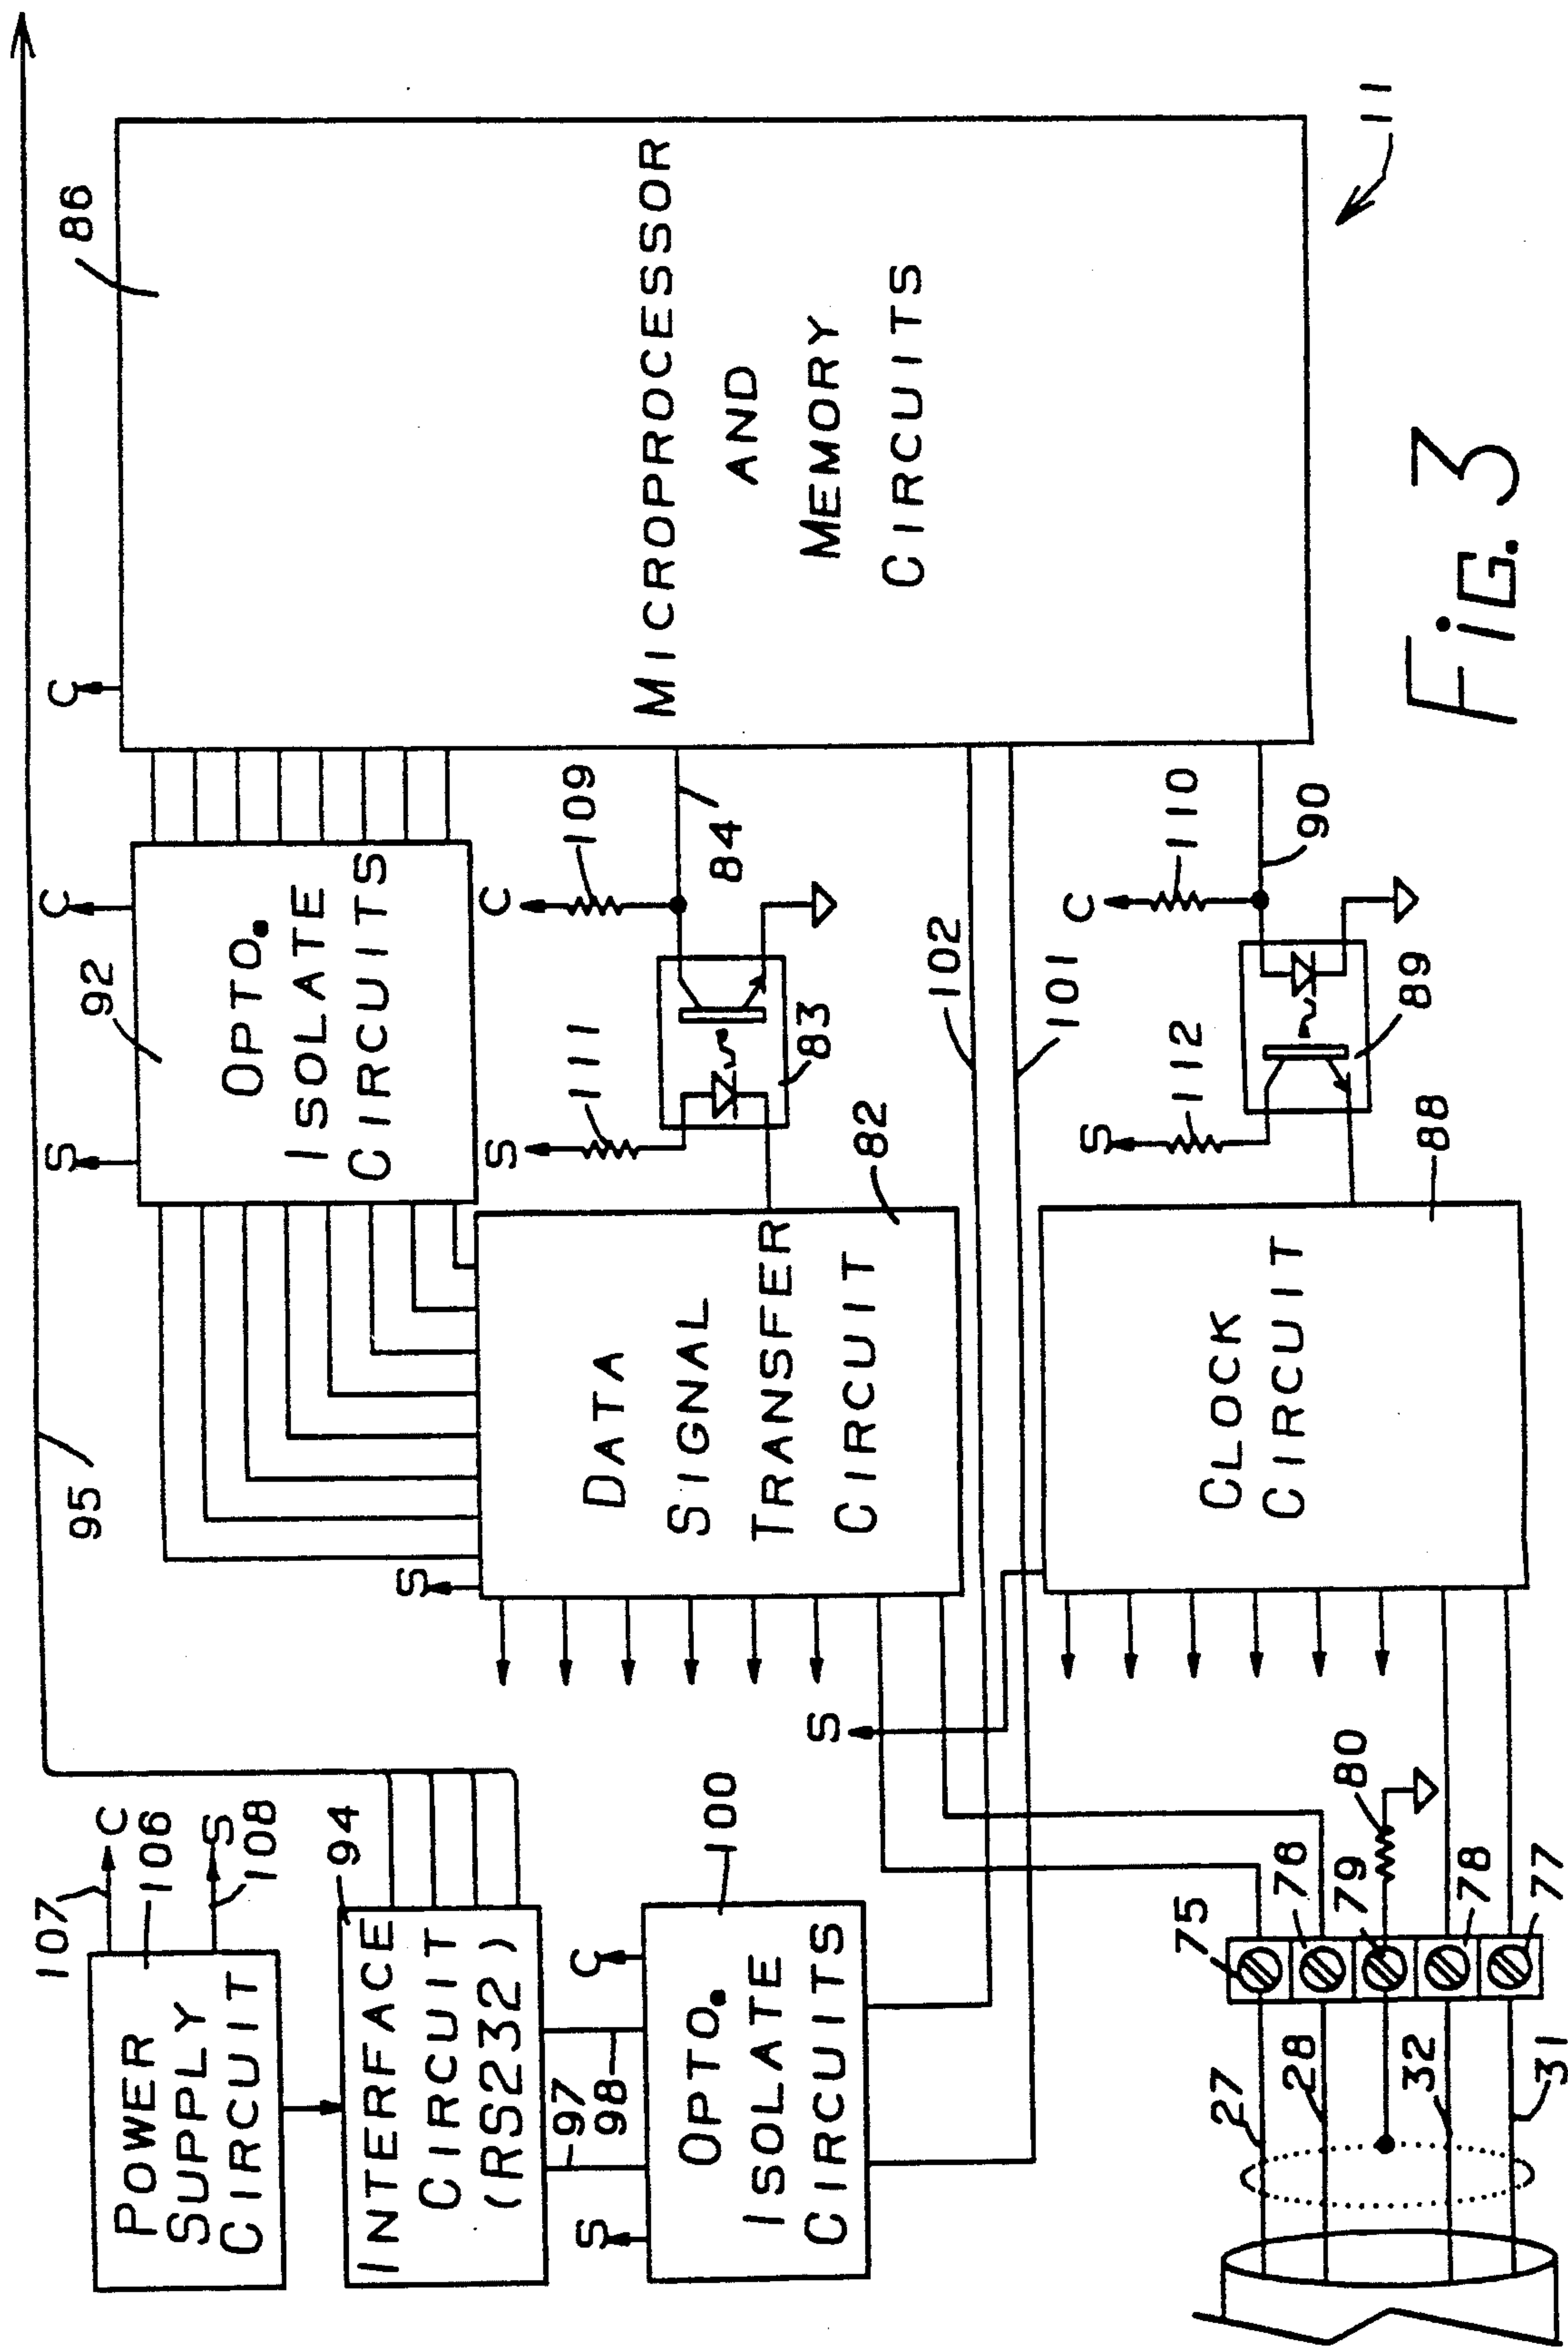 107
C
106
S
108
POWER
SUPPLY
CIRCUIT
95
S
92
C
C
86
94
INTERFACE
CIRCUIT
(RS232)
OPTO.
ISOLATE
CIRCUITS
97
98
S
C
100
OPTO.
ISOLATE
CIRCUITS
S
DATA
SIGNAL
TRANSFER
CIRCUIT
82
S
111
C
109
83
84
MICROPROCESSOR
AND
MEMORY
CIRCUITS
S
102
101
75
76
79
80
78
77
27
28
32
31
CLOCK
CIRCUIT
88
S
112
C
110
89
90
11
FIG. 3